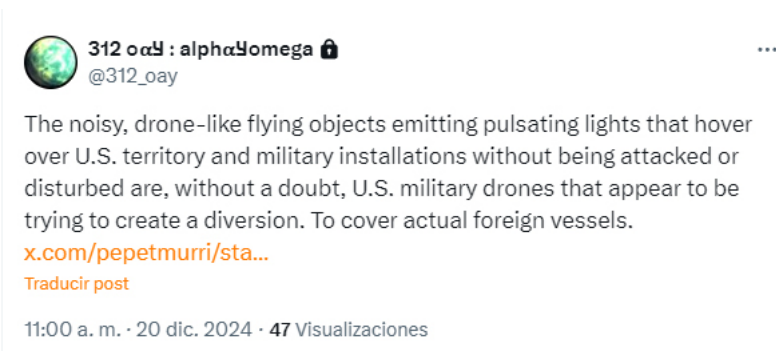 312 oαყ : alphαყomega
@312_oay
The noisy, drone-like flying objects emitting pulsating lights that hover
over U.S. territory and military installations without being attacked or
disturbed are, without a doubt, U.S. military drones that appear to be
trying to create a diversion. To cover actual foreign vessels.
x.com/pepetmurri/sta...
Traducir post
11:00 a. m. · 20 dic. 2024 · 47 Visualizaciones